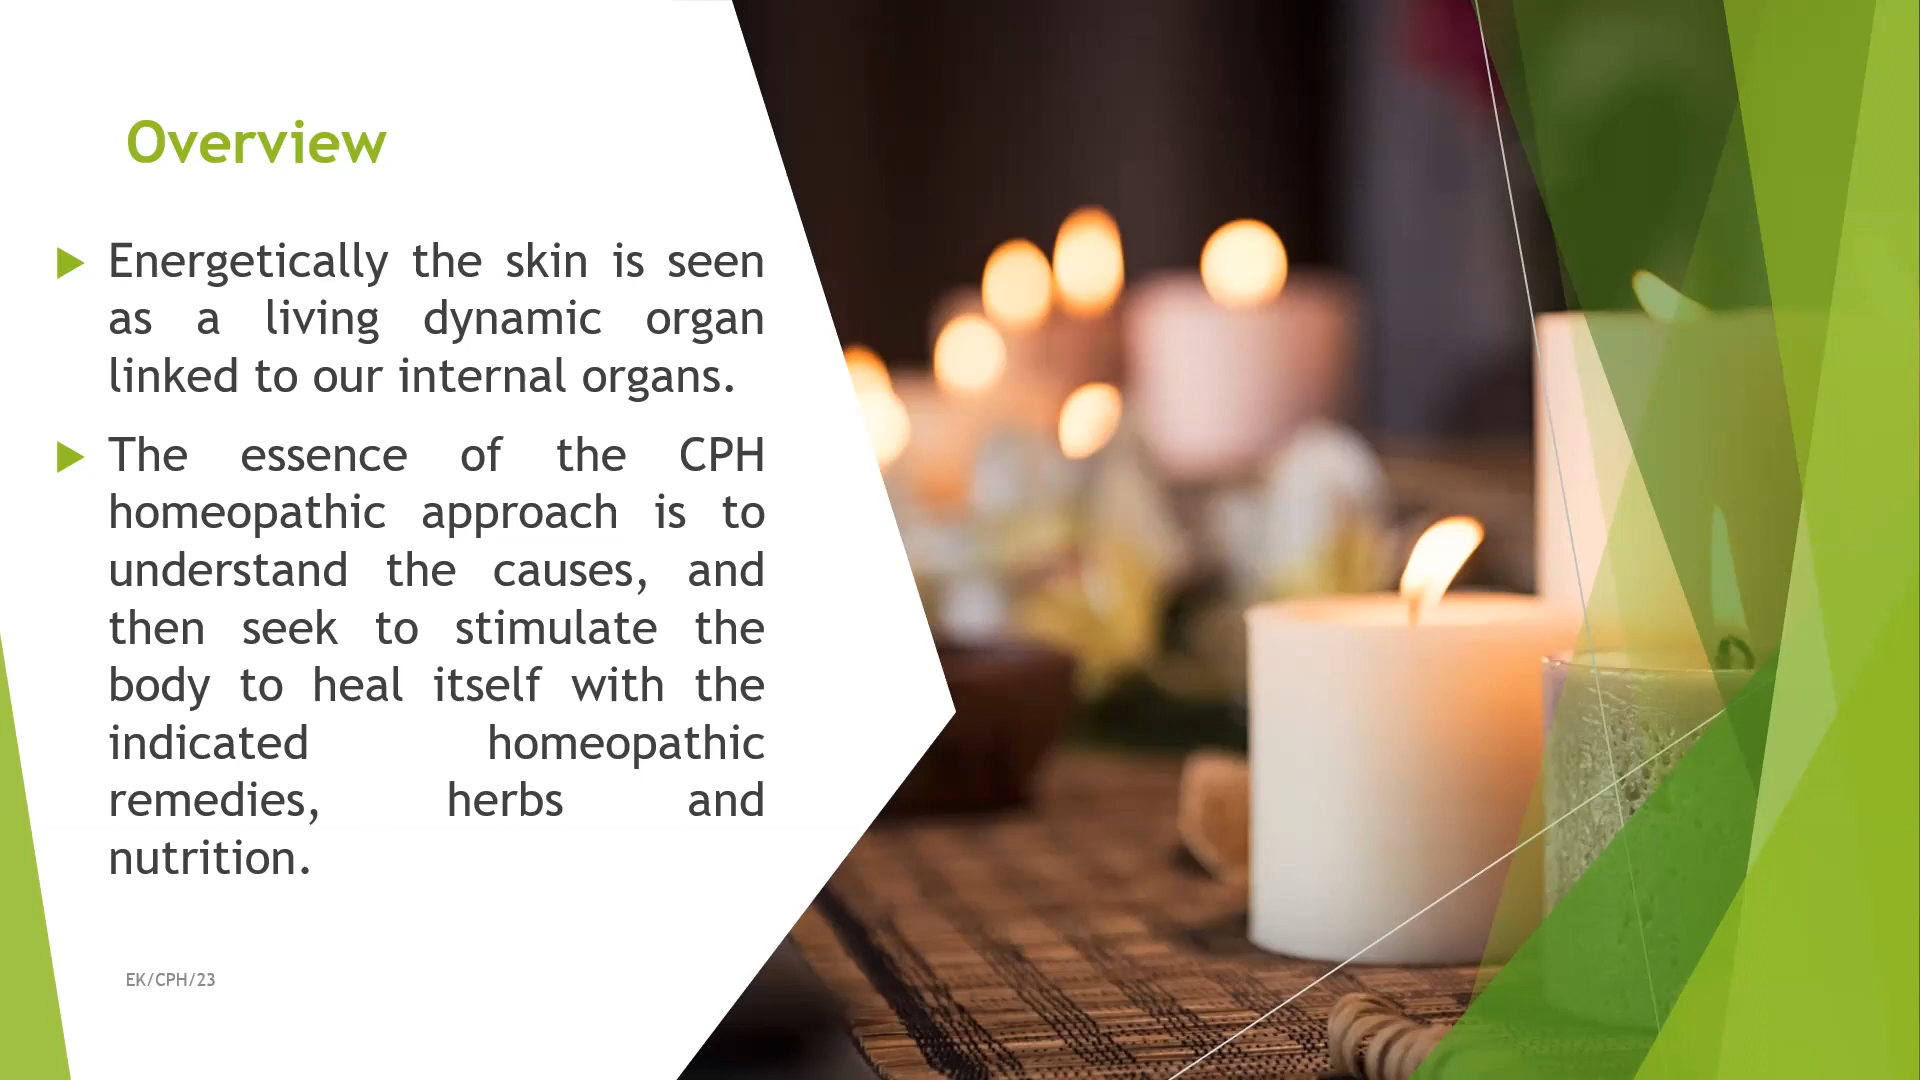 Overview
Energetically the skin is seen
as a living dynamic organ
linked to our internal organs.
The essence of the CPH
homeopathic approach is to
understand the causes, and
then seek to stimulate the
body to heal itself with the
indicated homeopathic
remedies, herbs and
nutrition.
EK/CPH/23